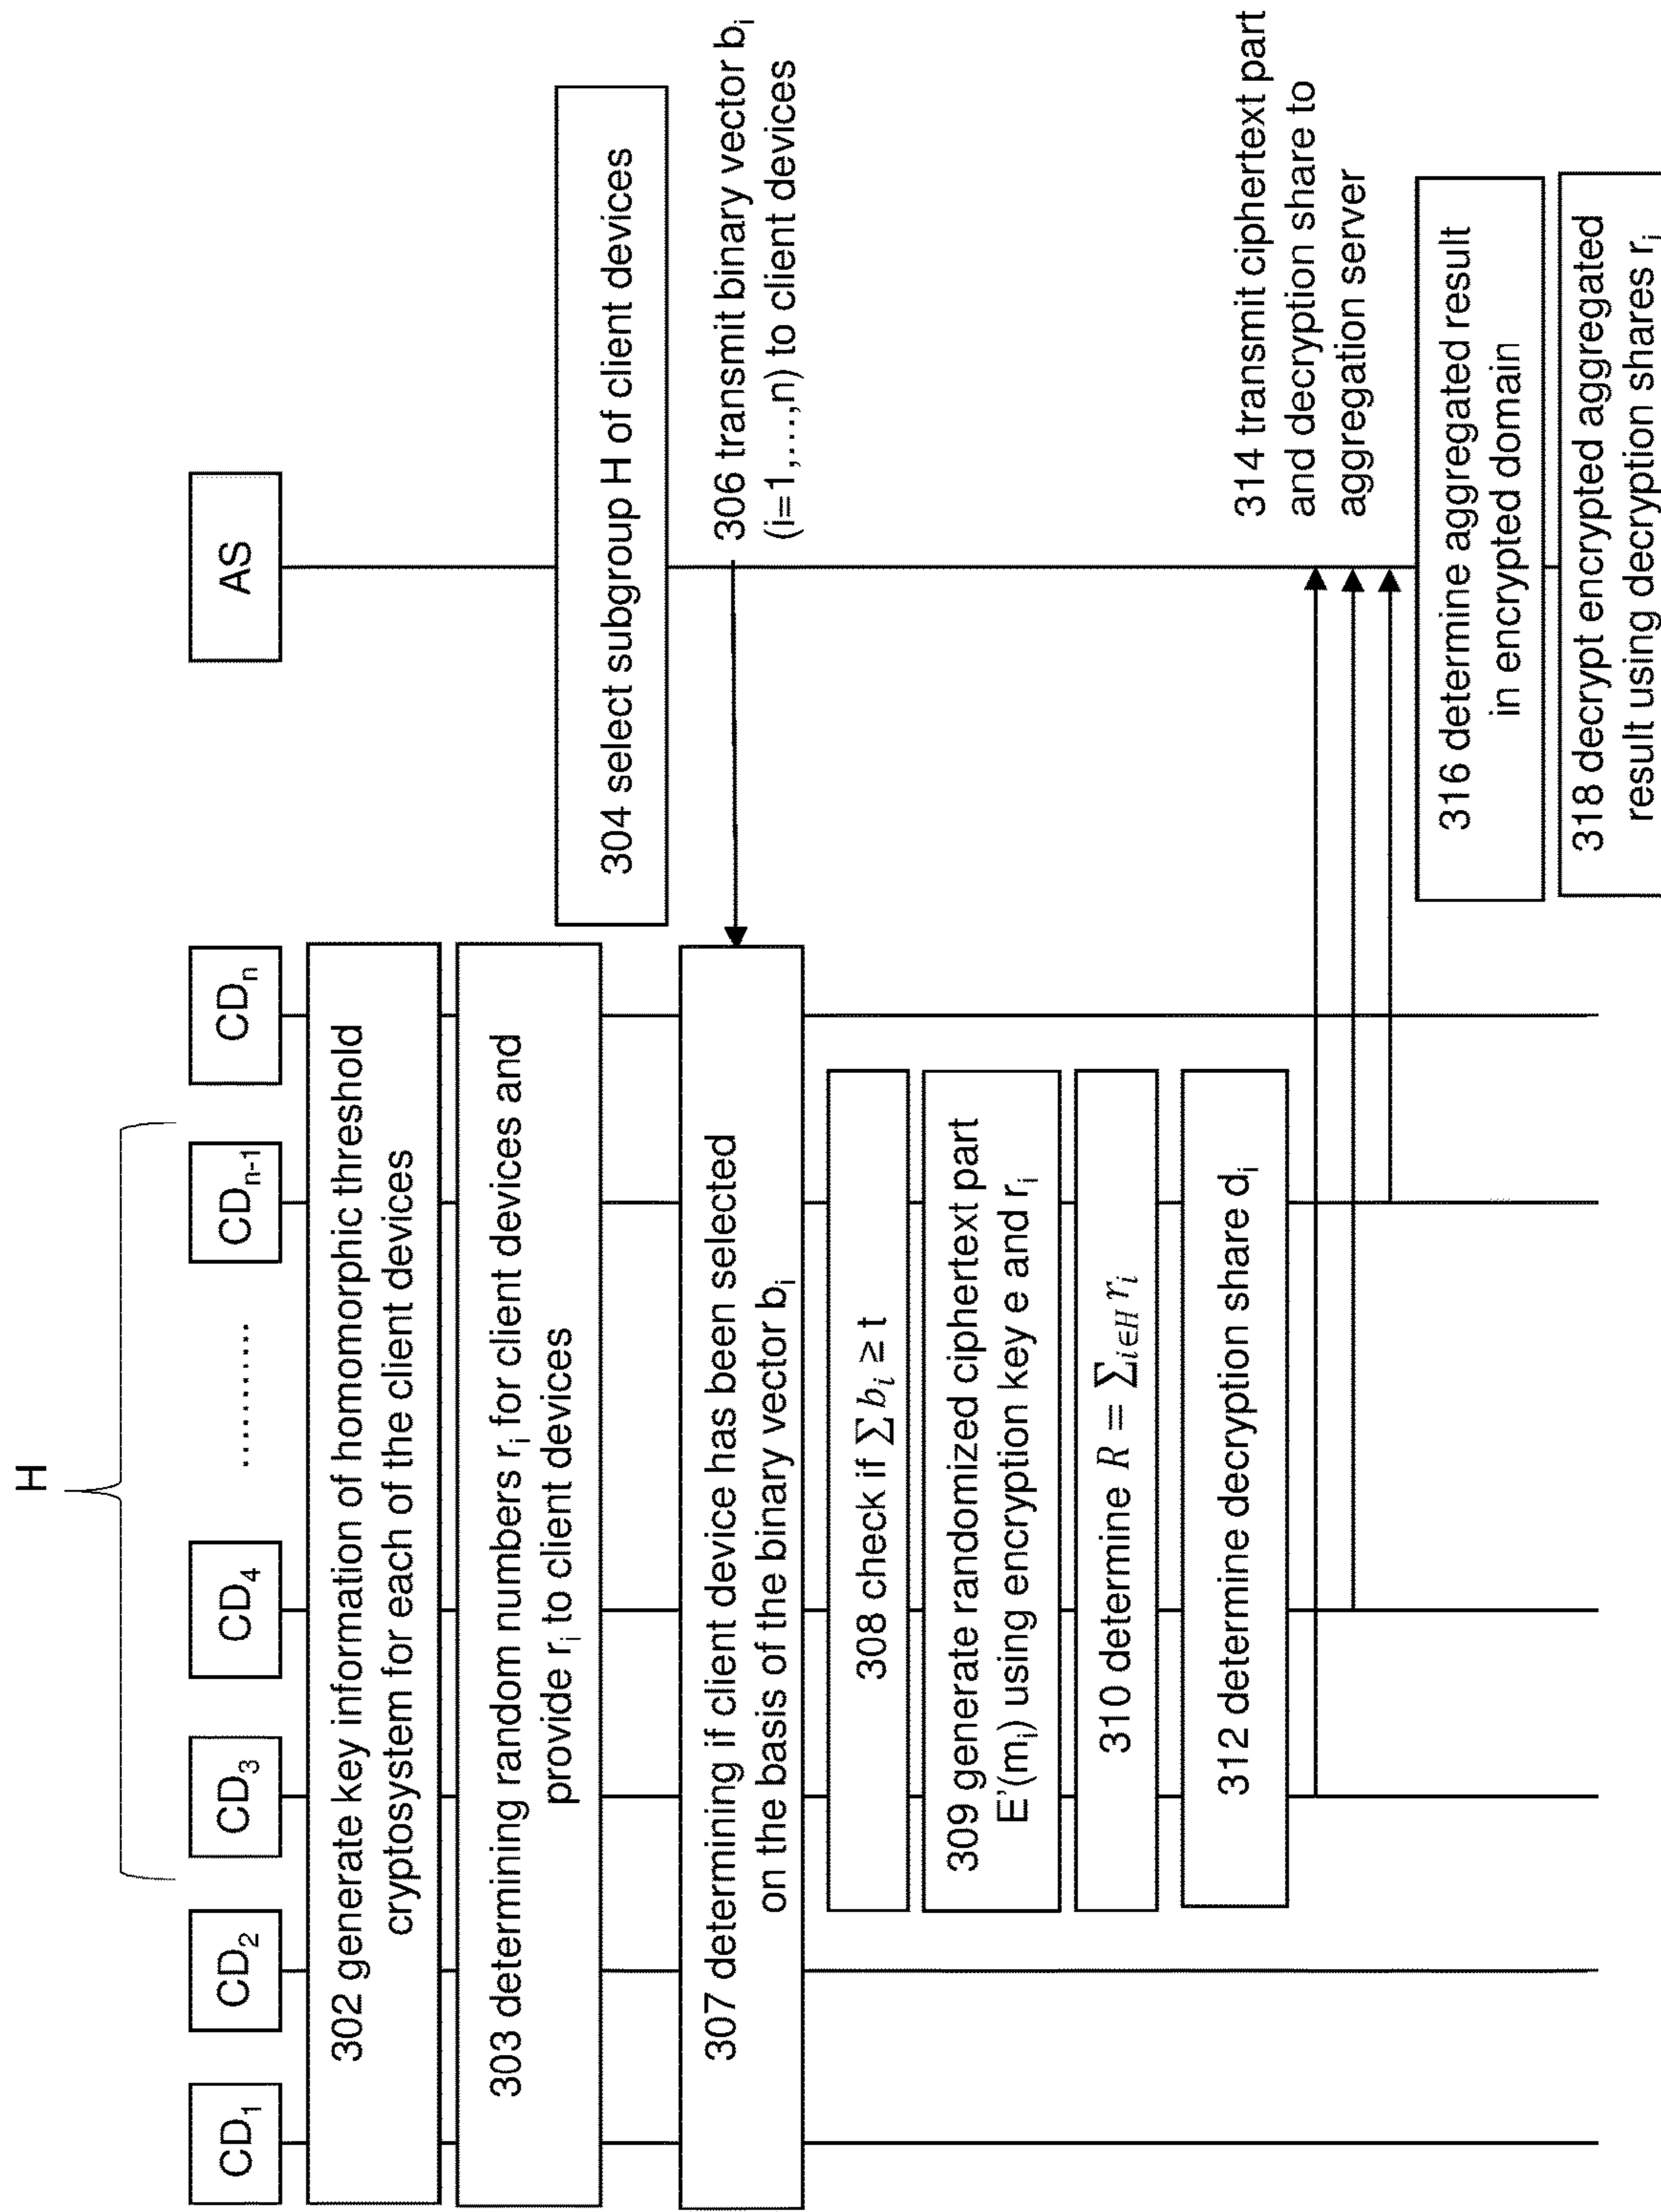 H
CD₁ CD₂ CD₃ CD₄ .......... CDₙ₋₁ CDₙ AS
302 generate key information of homomorphic threshold
cryptosystem for each of the client devices
303 determining random numbers rᵢ for client devices and
provide rᵢ to client devices
304 select subgroup H of client devices
306 transmit binary vector bᵢ
(i=1,...,n) to client devices
307 determining if client device has been selected
on the basis of the binary vector bᵢ
308 check if ∑ bᵢ ≥ t
309 generate randomized ciphertext part
E'(mᵢ) using encryption key e and rᵢ
310 determine R = ∑ᵢ∈H rᵢ
312 determine decryption share dᵢ
314 transmit ciphertext part
and decryption share to
aggregation server
316 determine aggregated result
in encrypted domain
318 decrypt encrypted aggregated
result using decryption shares rᵢ